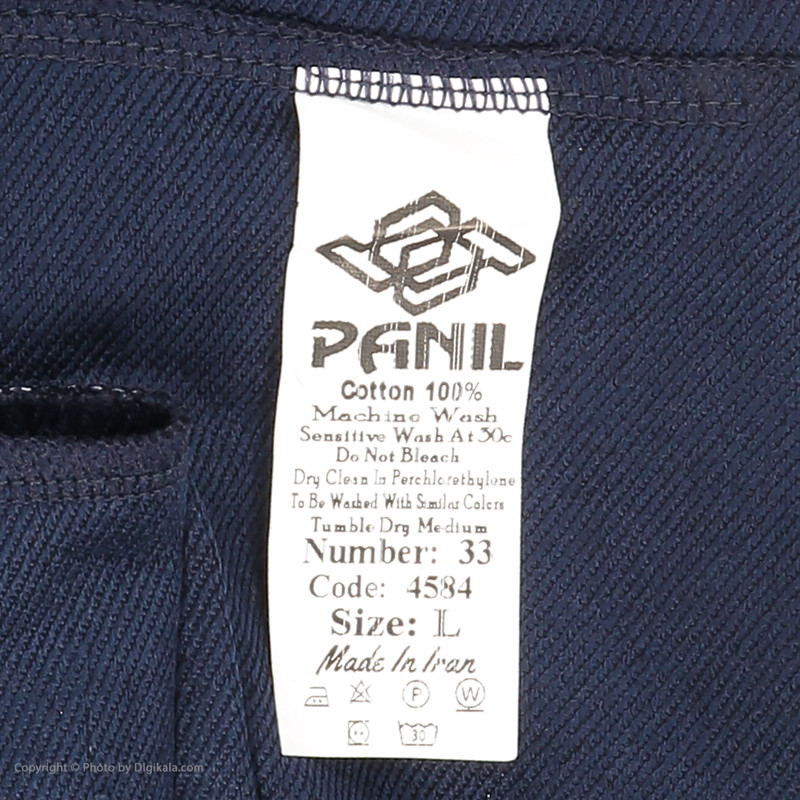 PANIL
Cotton 100%
Machine Wash
Sensitive Wash At 30c
Do Not Bleach
Dry Clean In Perchlorethylone
To Be Washed With Similar Colors
Tumble Dry Medium
Number: 33
Code: 4584
Size: L
Made In Iran
P W
30
Copyright © Photo by Digikala.com